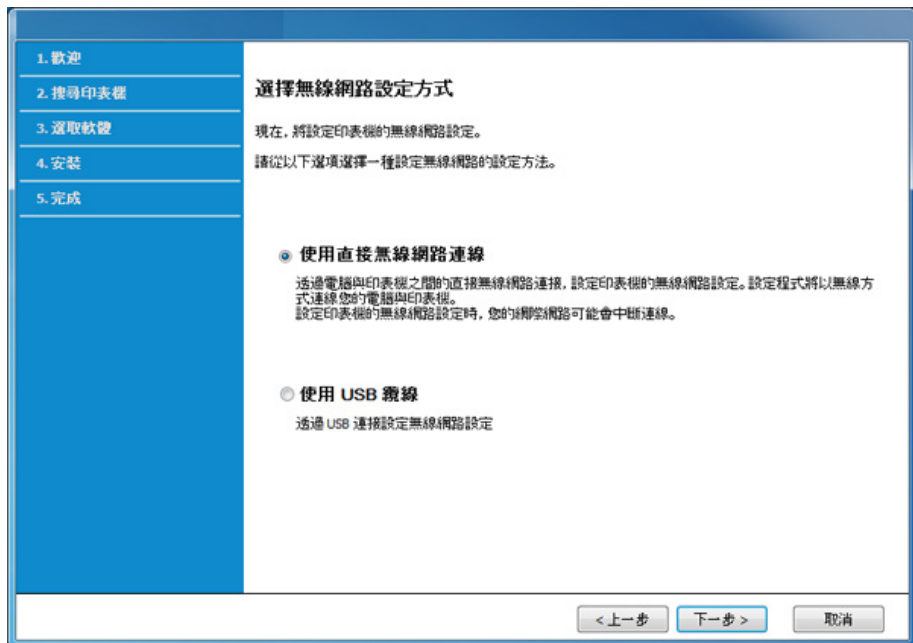 1. 歡迎
2. 搜尋印表機
3. 選取軟體
4. 安裝
5. 完成
選擇無線網路設定方式
現在，將設定印表機的無線網路設定。
請從以下選項選擇一種設定無線網路的設定方法。
使用直接無線網路連線
透過電腦與印表機之間的直接無線網路連接，設定印表機的無線網路設定。設定程式將以無線方
式連線您的電腦與印表機。
設定印表機的無線網路設定時，您的網際網路可能會中斷連線。
使用 USB 纜線
透過 USB 連接設定無線網路設定
< 上一步
下一步 >
取消